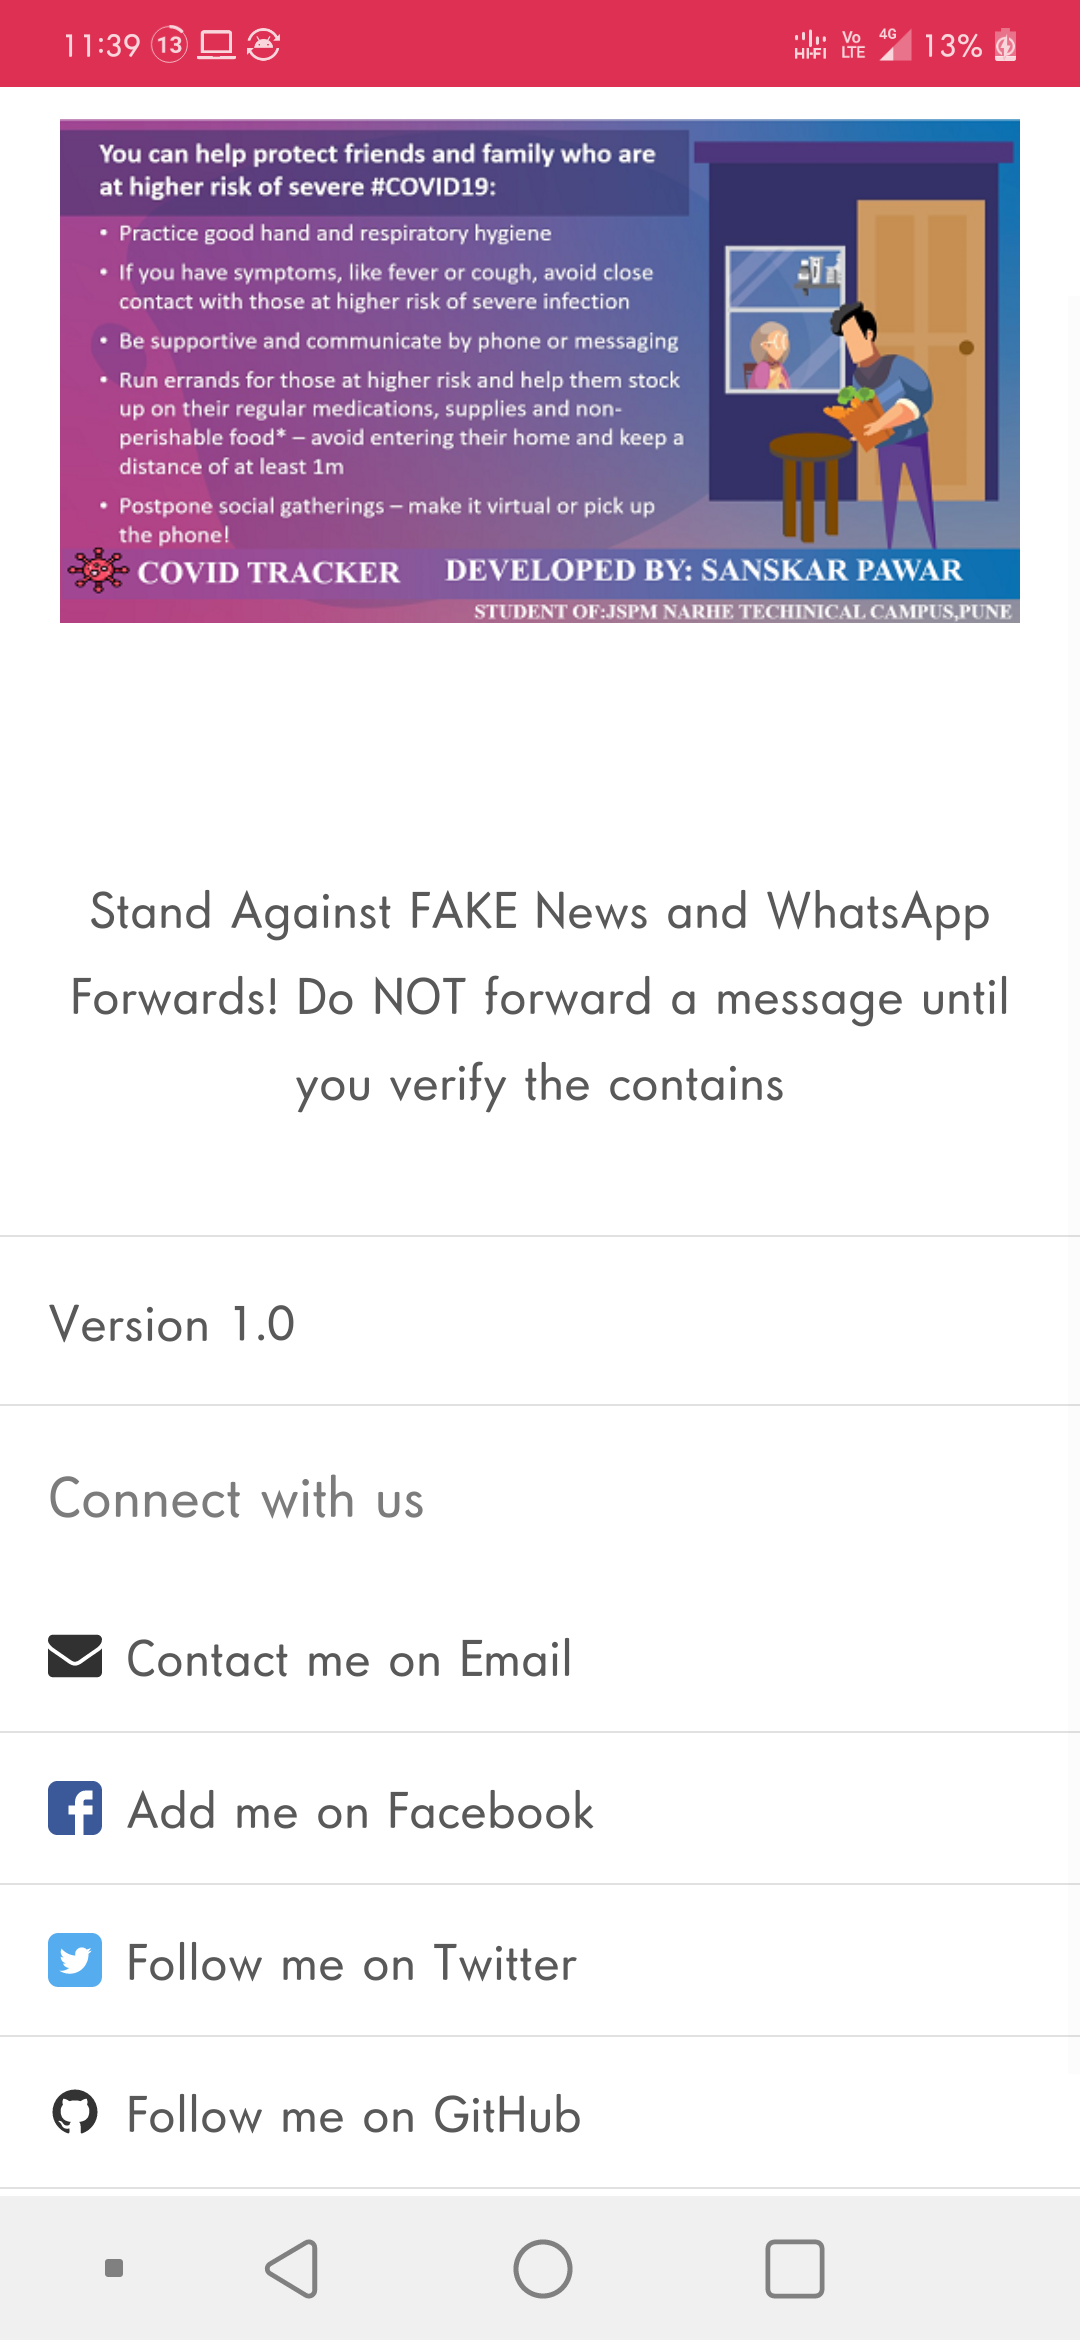 11:39 13 HI-FI Vo LTE 4G 13%
You can help protect friends and family who are
at higher risk of severe #COVID19:
• Practice good hand and respiratory hygiene
• If you have symptoms, like fever or cough, avoid close
contact with those at higher risk of severe infection
• Be supportive and communicate by phone or messaging
• Run errands for those at higher risk and help them stock
up on their regular medications, supplies and non-
perishable food* – avoid entering their home and keep a
distance of at least 1m
• Postpone social gatherings – make it virtual or pick up
the phone!
COVID TRACKER DEVELOPED BY: SANSKAR PAWAR
STUDENT OF:JSPM NARHE TECHINICAL CAMPUS,PUNE
Stand Against FAKE News and WhatsApp
Forwards! Do NOT forward a message until
you verify the contains
Version 1.0
Connect with us
Contact me on Email
Add me on Facebook
Follow me on Twitter
Follow me on GitHub